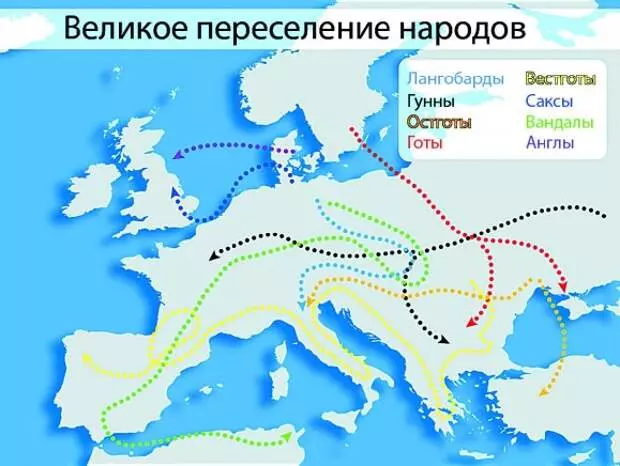 Великое переселение народов
Лангобарды Вестготы
Гунны Саксы
Остготы Вандалы
Готы Англы